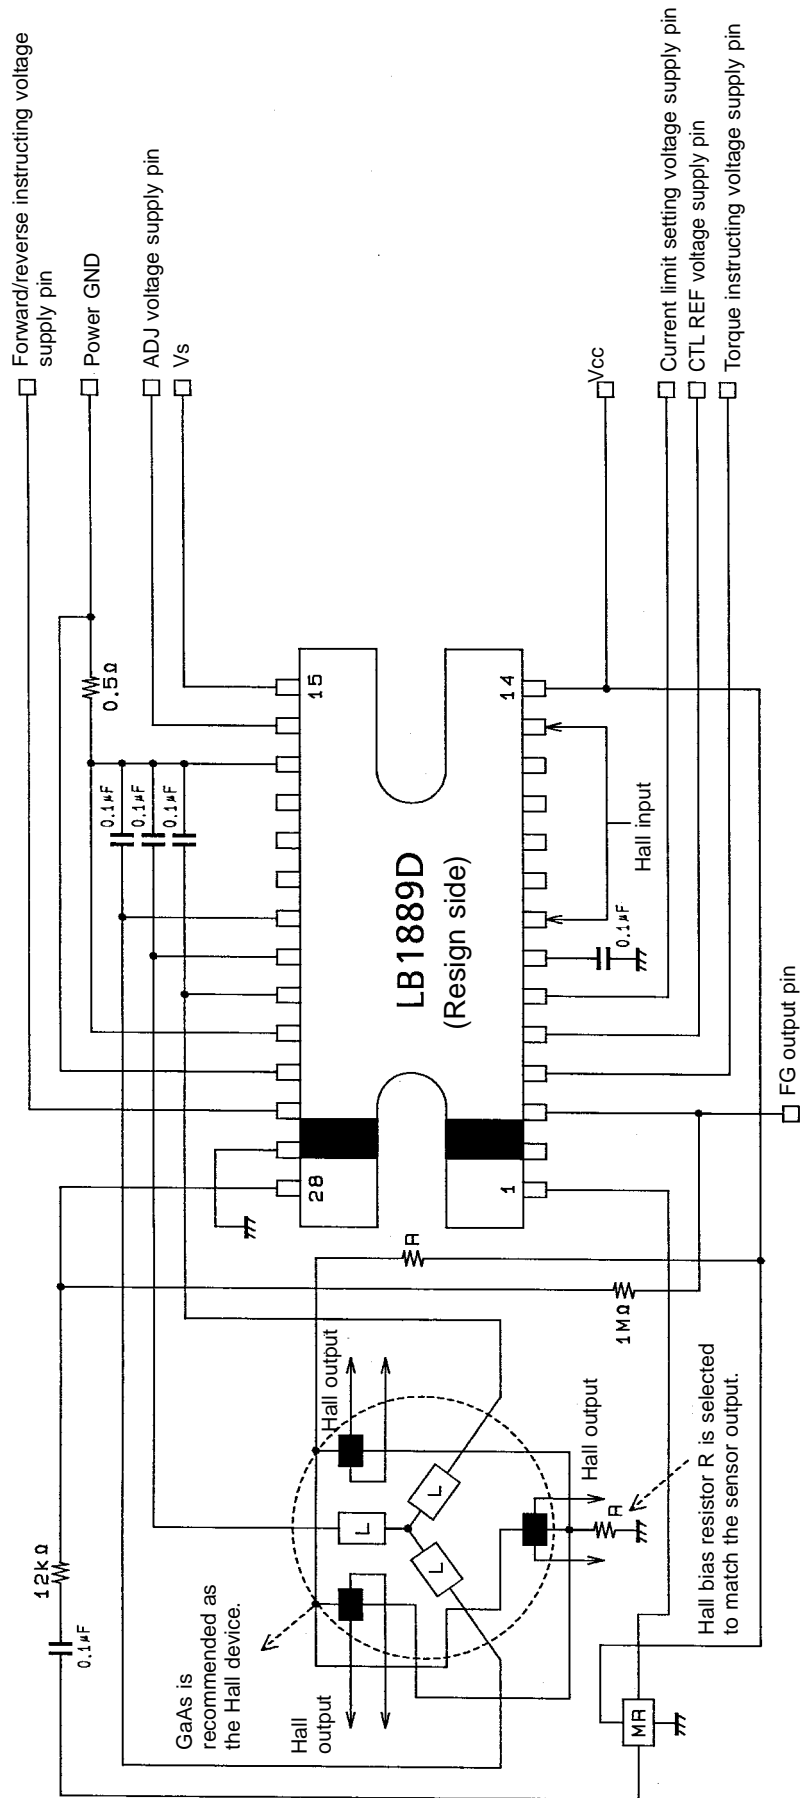 Forward/reverse instructing voltage
supply pin
Power GND
ADJ voltage supply pin
Vs
Vcc
Current limit setting voltage supply pin
CTL REF voltage supply pin
Torque instructing voltage supply pin
0.5Ω
0.1µF
0.1µF
0.1µF
15
14
LB1889D
(Resign side)
Hall input
0.1µF
28
1
FG output pin
R
1MΩ
12kΩ
0.1µF
Hall output
L
L
L
Hall output
R
GaAs is
recommended as
the Hall device.
Hall
output
Hall bias resistor R is selected
to match the sensor output.
MR